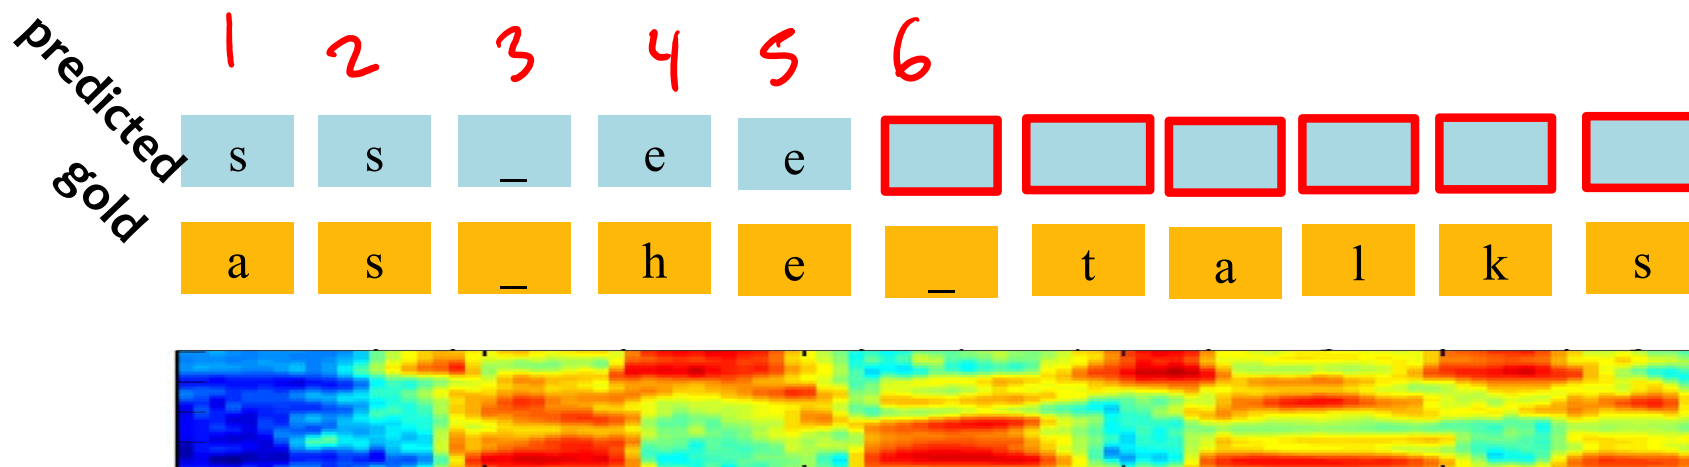 1 2 3 4 5 6
predicted s s _ e e
gold a s _ h e _ t a l k s